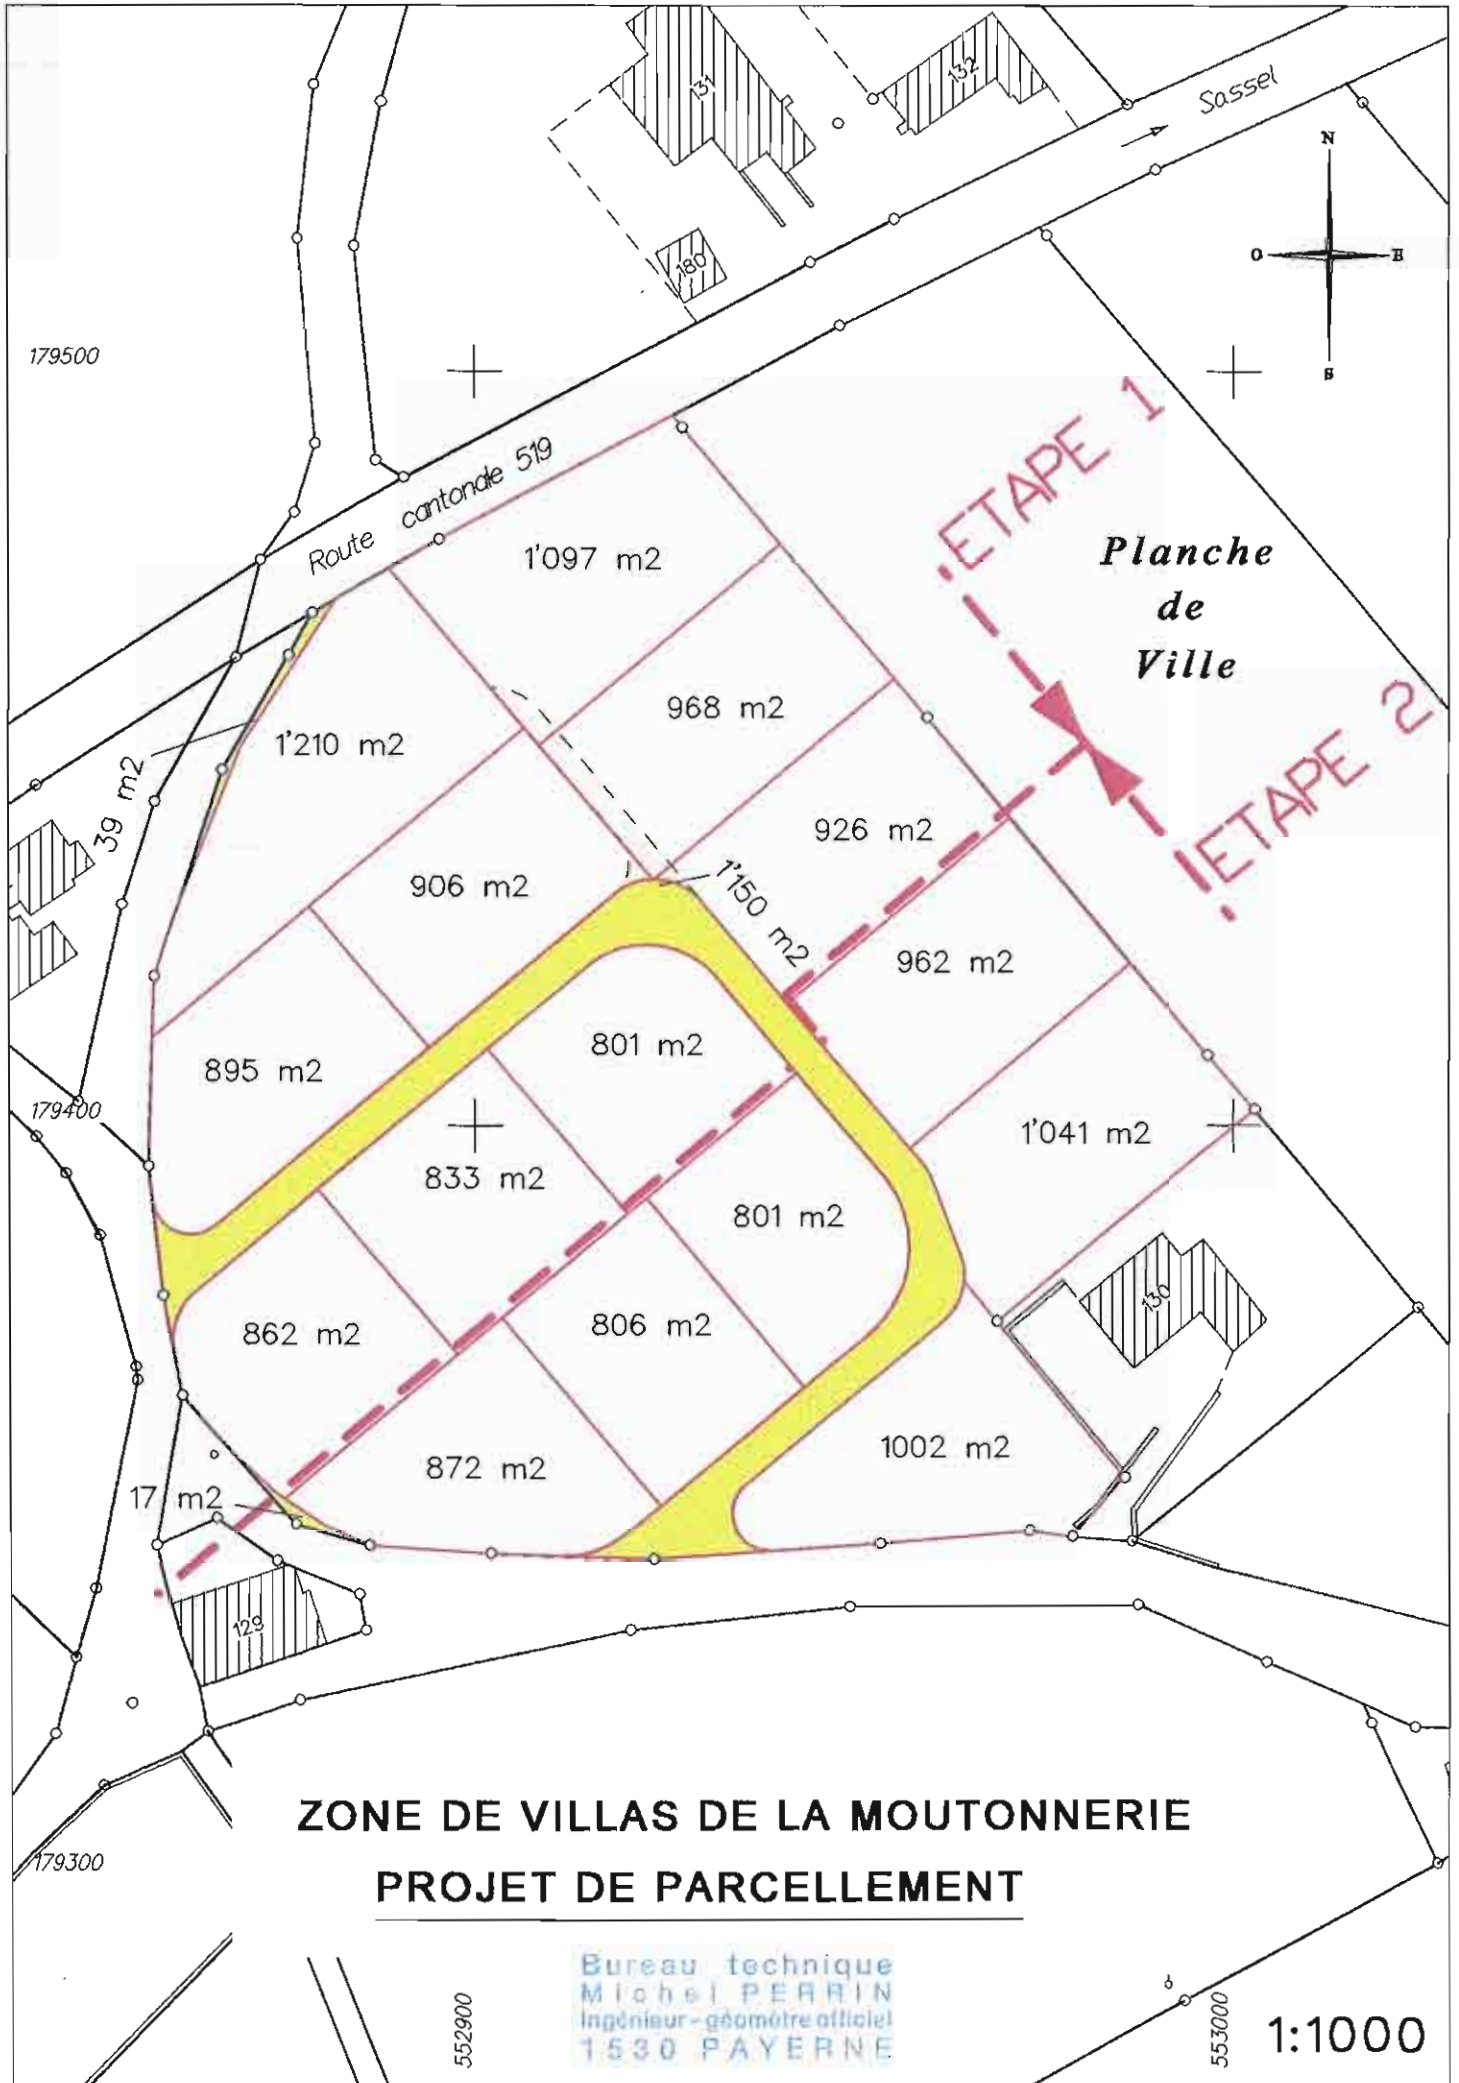 131
132
Sassel
N
O
E
S
180
179500
ETAPE 1
Route cantonale 519
1'097 m2
Planche
de
Ville
968 m2
1'210 m2
39 m2
ETAPE 2
926 m2
906 m2
1'150 m2
962 m2
801 m2
895 m2
179400
1'041 m2
833 m2
801 m2
130
862 m2
806 m2
872 m2
1002 m2
17 m2
129
ZONE DE VILLAS DE LA MOUTONNERIE
PROJET DE PARCELLEMENT
179300
Bureau technique
Michel PERRIN
Ingénieur-géomètre officiel
1530 PAYERNE
552900
553000
1:1000